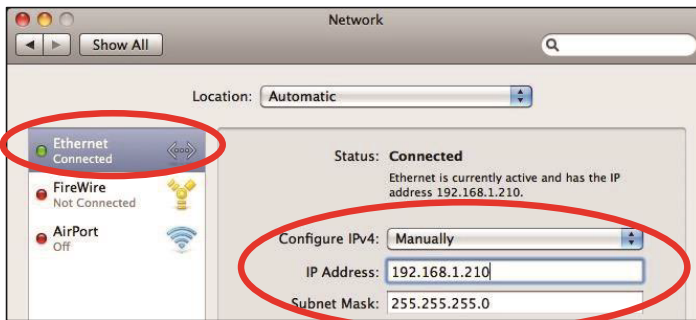 Network
Show All
Location: Automatic
Ethernet
Connected
FireWire
Not Connected
AirPort
Off
Status: Connected
Ethernet is currently active and has the IP
address 192.168.1.210.
Configure IPv4: Manually
IP Address: 192.168.1.210
Subnet Mask: 255.255.255.0